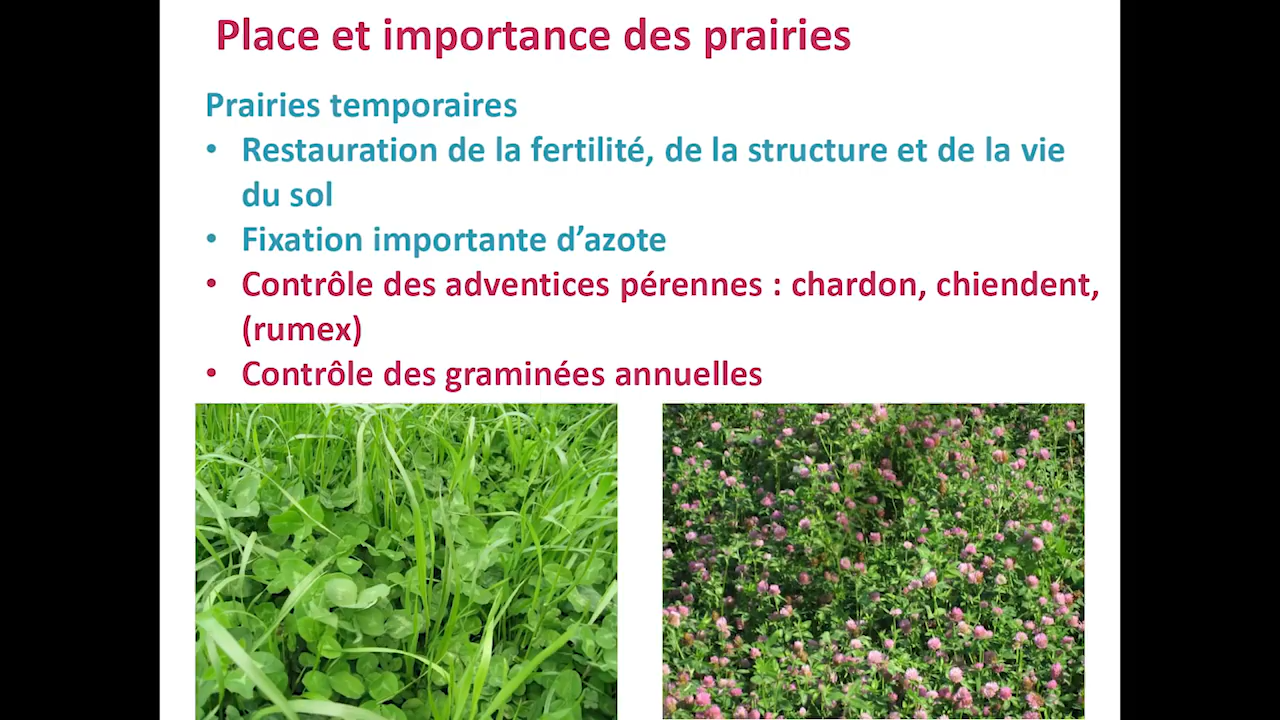 Place et importance des prairies
Prairies temporaires
• Restauration de la fertilité, de la structure et de la vie
du sol
• Fixation importante d’azote
• Contrôle des adventices pérennes : chardon, chiendent,
(rumex)
• Contrôle des graminées annuelles